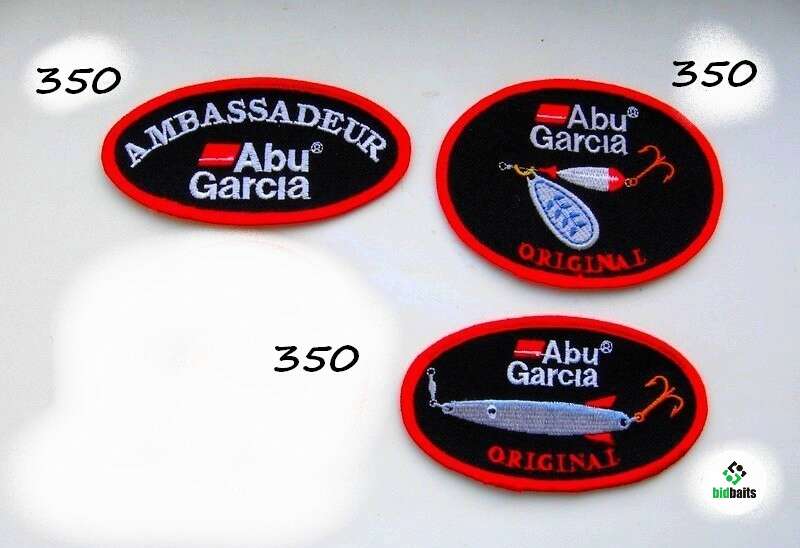 350
AMBASSADEUR
Abu®
Garcia
350
Abu®
Garcia
ORIGINAL
350
Abu®
Garcia
ORIGINAL
bidbaits